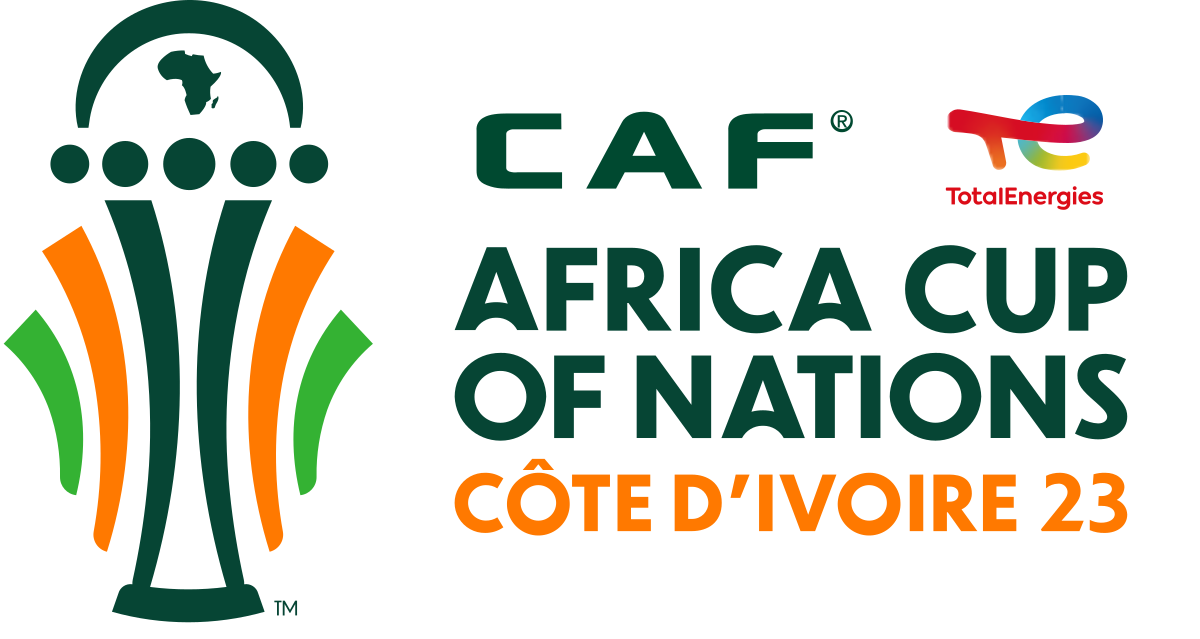 CAF®
TotalEnergies
AFRICA CUP
OF NATIONS
CÔTE D’IVOIRE 23
TM